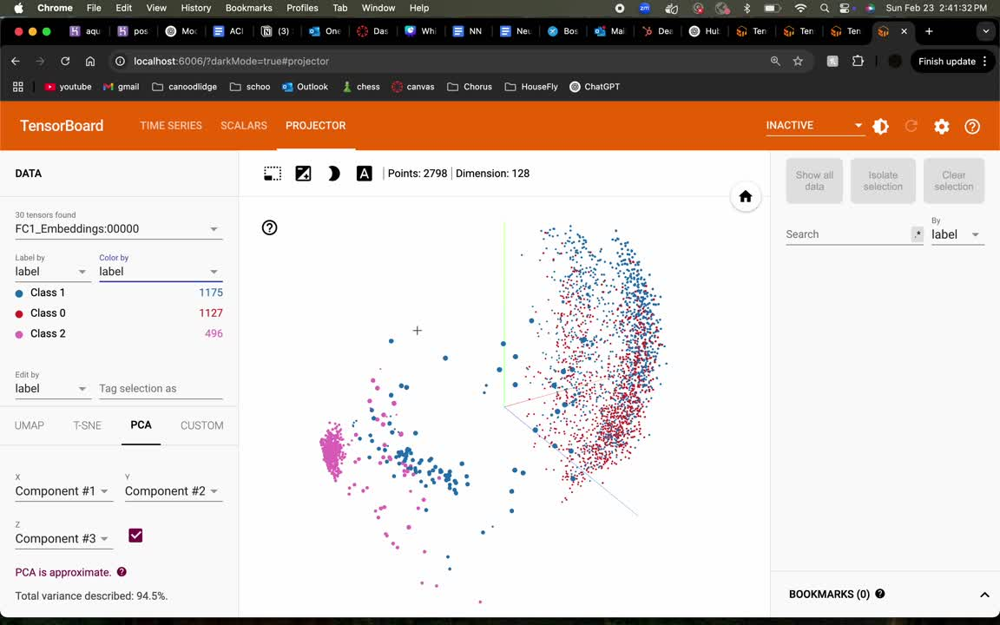 Chrome File Edit View History Bookmarks Profiles Tab Window Help zm Sun Feb 23 2:41:32 PM
aqu pos Mod ACI (3) One Das Whi NN Neu Bos Mai Dea Hul Ten Ten Ten
localhost:6006/?darkMode=true#projector Finish update
youtube gmail canoodlidge schoo Outlook chess canvas Chorus HouseFly ChatGPT
TensorBoard TIME SERIES SCALARS PROJECTOR INACTIVE
DATA
Points: 2798 Dimension: 128
Show all data
Isolate selection
Clear selection
30 tensors found
FC1_Embeddings:00000
Label by
label
Color by
label
Class 1 1175
Class 0 1127
Class 2 496
Search .*
By
label
Edit by
label
Tag selection as
UMAP T-SNE PCA CUSTOM
X
Component #1
Y
Component #2
Z
Component #3
PCA is approximate.
Total variance described: 94.5%.
BOOKMARKS (0)